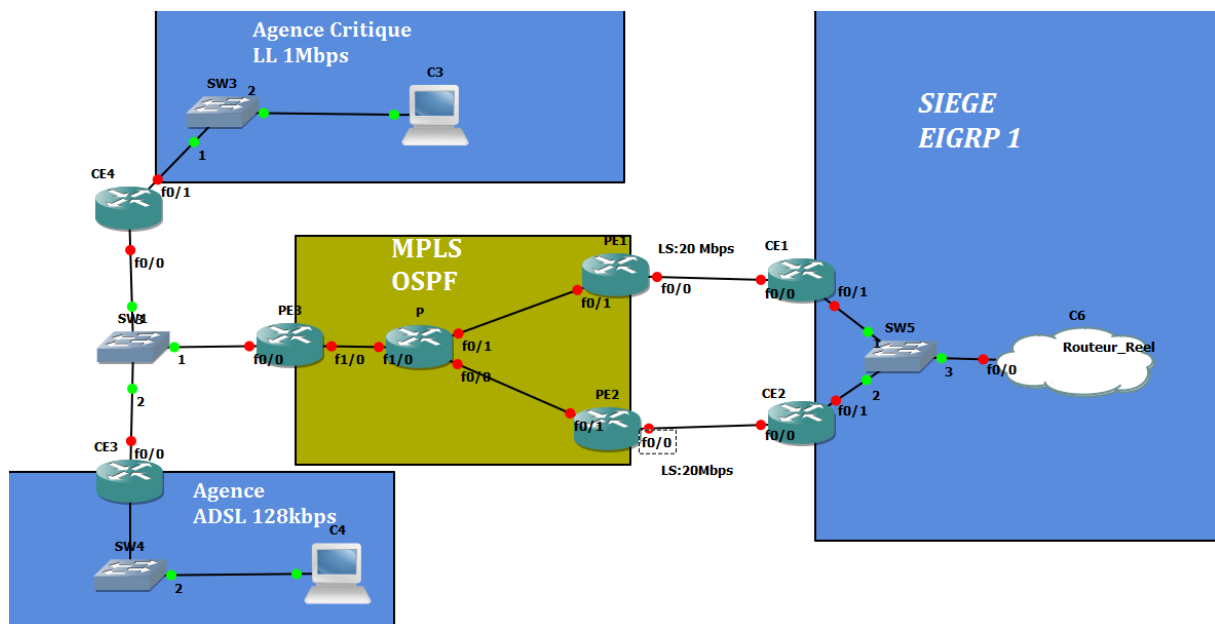 Agence Critique
LL 1Mbps
SW3
2
C3
1
CE4
f0/1
f0/0
SIEGE
EIGRP 1
MPLS
OSPF
PE1
LS:20 Mbps
CE1
f0/0
f0/0
f0/1
f0/1
SW1
1
2
PE3
f0/0
f1/0
P
f1/0
f0/1
f0/0
SW5
1
2
3
C6
Routeur_Reel
f0/0
PE2
f0/1
f0/0
LS:20Mbps
CE2
f0/0
f0/1
CE3
f0/0
Agence
ADSL 128kbps
SW4
2
C4